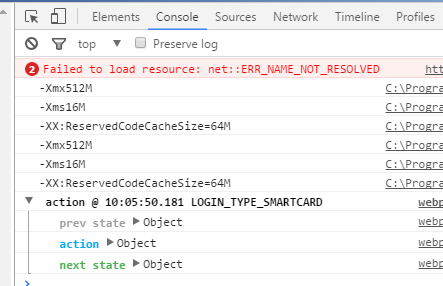 Elements Console Sources Network Timeline Profiles
top Preserve log
2 Failed to load resource: net::ERR_NAME_NOT_RESOLVED htt
-Xmx512M C:\Progra
-Xms16M C:\Progra
-XX:ReservedCodeCacheSize=64M C:\Progra
-Xmx512M C:\Progra
-Xms16M C:\Progra
-XX:ReservedCodeCacheSize=64M C:\Progra
action @ 10:05:50.181 LOGIN_TYPE_SMARTCARD webp
prev state Object webp
action Object webp
next state Object webp